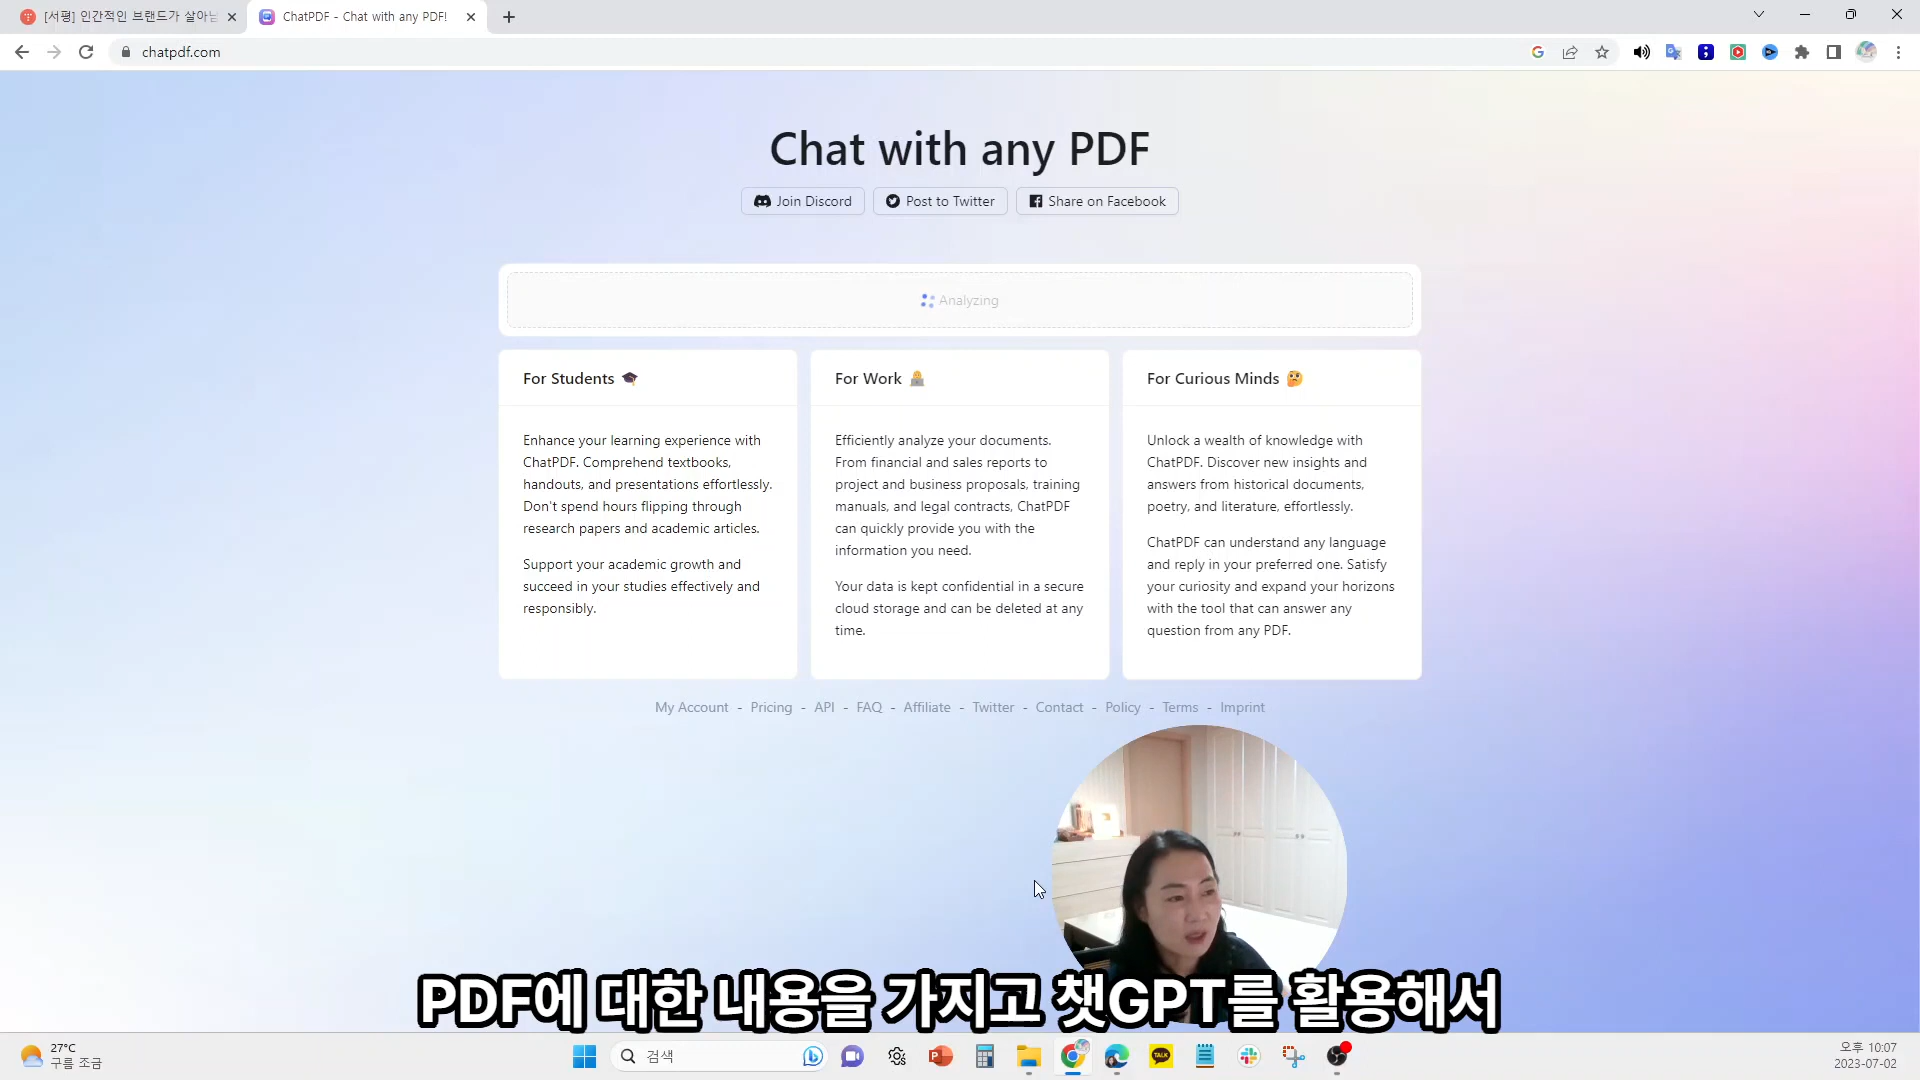 [서평] 인간적인 브랜드가 살아남
ChatPDF - Chat with any PDF!
chatpdf.com
Chat with any PDF
Join Discord
Post to Twitter
Share on Facebook
Analyzing
For Students
Enhance your learning experience with
ChatPDF. Comprehend textbooks,
handouts, and presentations effortlessly.
Don't spend hours flipping through
research papers and academic articles.
Support your academic growth and
succeed in your studies effectively and
responsibly.
For Work
Efficiently analyze your documents.
From financial and sales reports to
project and business proposals, training
manuals, and legal contracts, ChatPDF
can quickly provide you with the
information you need.
Your data is kept confidential in a secure
cloud storage and can be deleted at any
time.
For Curious Minds
Unlock a wealth of knowledge with
ChatPDF. Discover new insights and
answers from historical documents,
poetry, and literature, effortlessly.
ChatPDF can understand any language
and reply in your preferred one. Satisfy
your curiosity and expand your horizons
with the tool that can answer any
question from any PDF.
My Account - Pricing - API - FAQ - Affiliate - Twitter - Contact - Policy - Terms - Imprint
PDF에 대한 내용을 가지고 챗GPT를 활용해서
27°C
구름 조금
검색
TALK
오후 10:07
2023-07-02